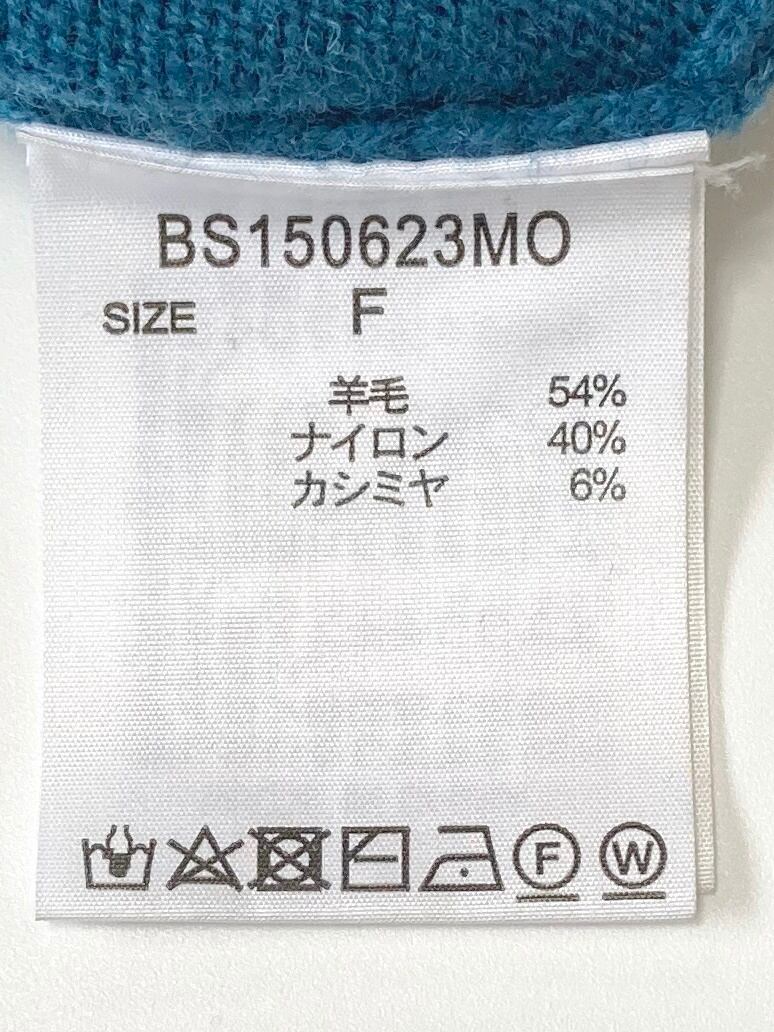 BS150623MO
SIZE F
羊毛 54%
ナイロン 40%
カシミヤ 6%
F W